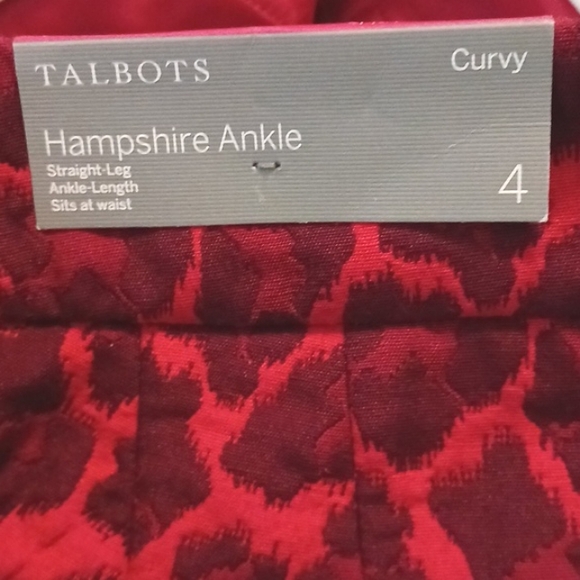 TALBOTS
Curvy
Hampshire Ankle
Straight-Leg
Ankle-Length
Sits at waist
4